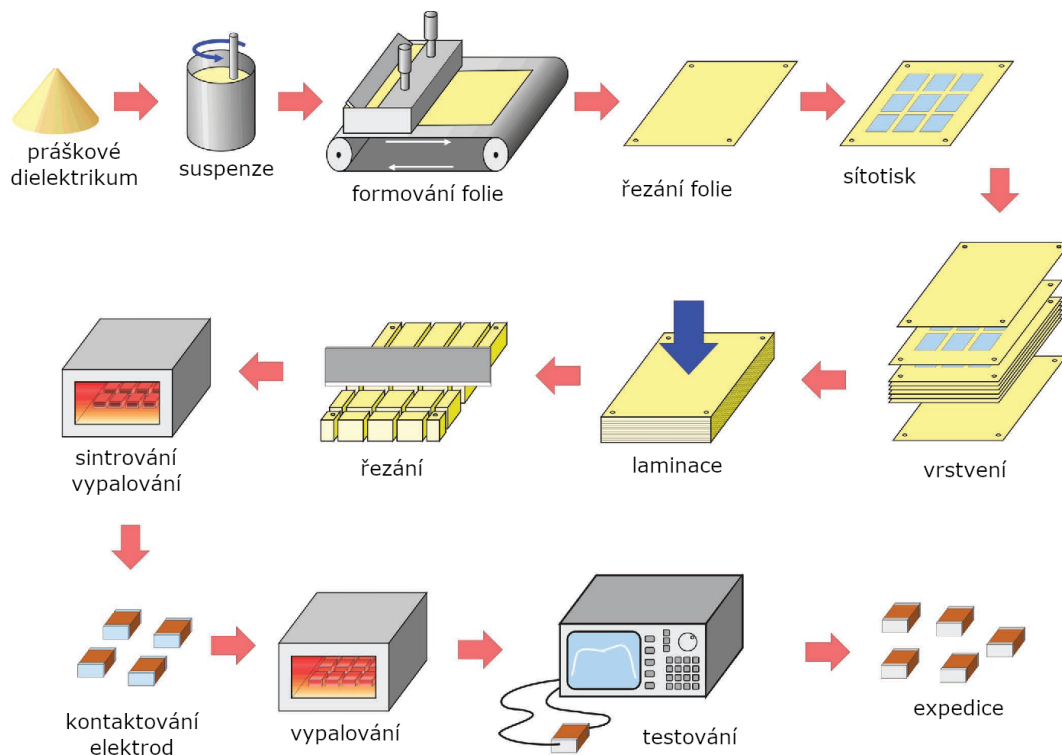 práškové
dielektrikum
suspenze
formování folie
řezání folie
sítotisk
vrstvení
laminace
řezání
sintrování
vypalování
kontaktování
elektrod
vypalování
testování
expedice